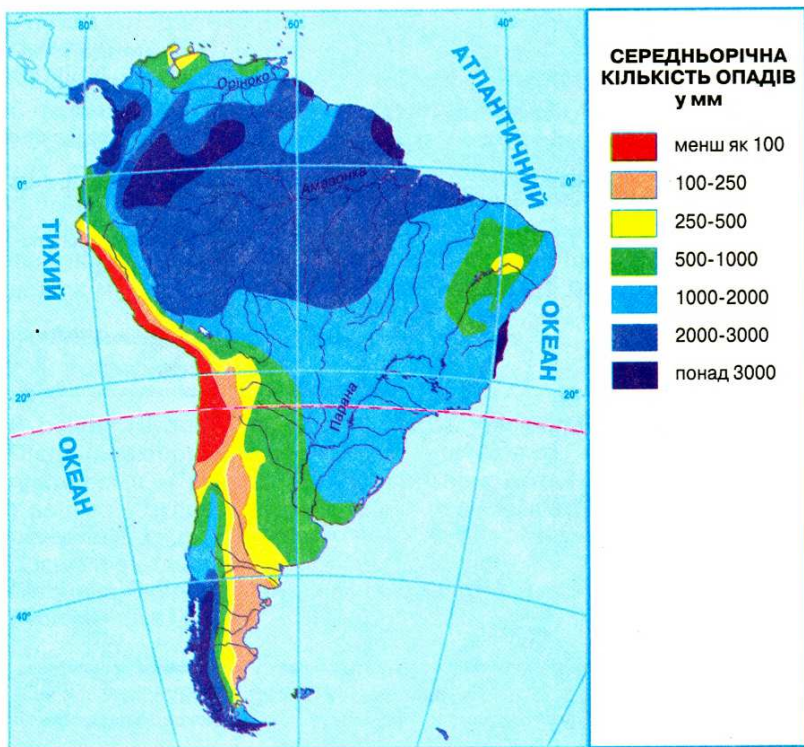 80°
60°
40°
Оріноко
АТЛАНТИЧНИЙ
0°
Амазонка
0°
ТИХИЙ
ОКЕАН
20°
Парана
20°
ОКЕАН
40°
СЕРЕДНЬОРІЧНА
КІЛЬКІСТЬ ОПАДІВ
у мм
менш як 100
100-250
250-500
500-1000
1000-2000
2000-3000
понад 3000